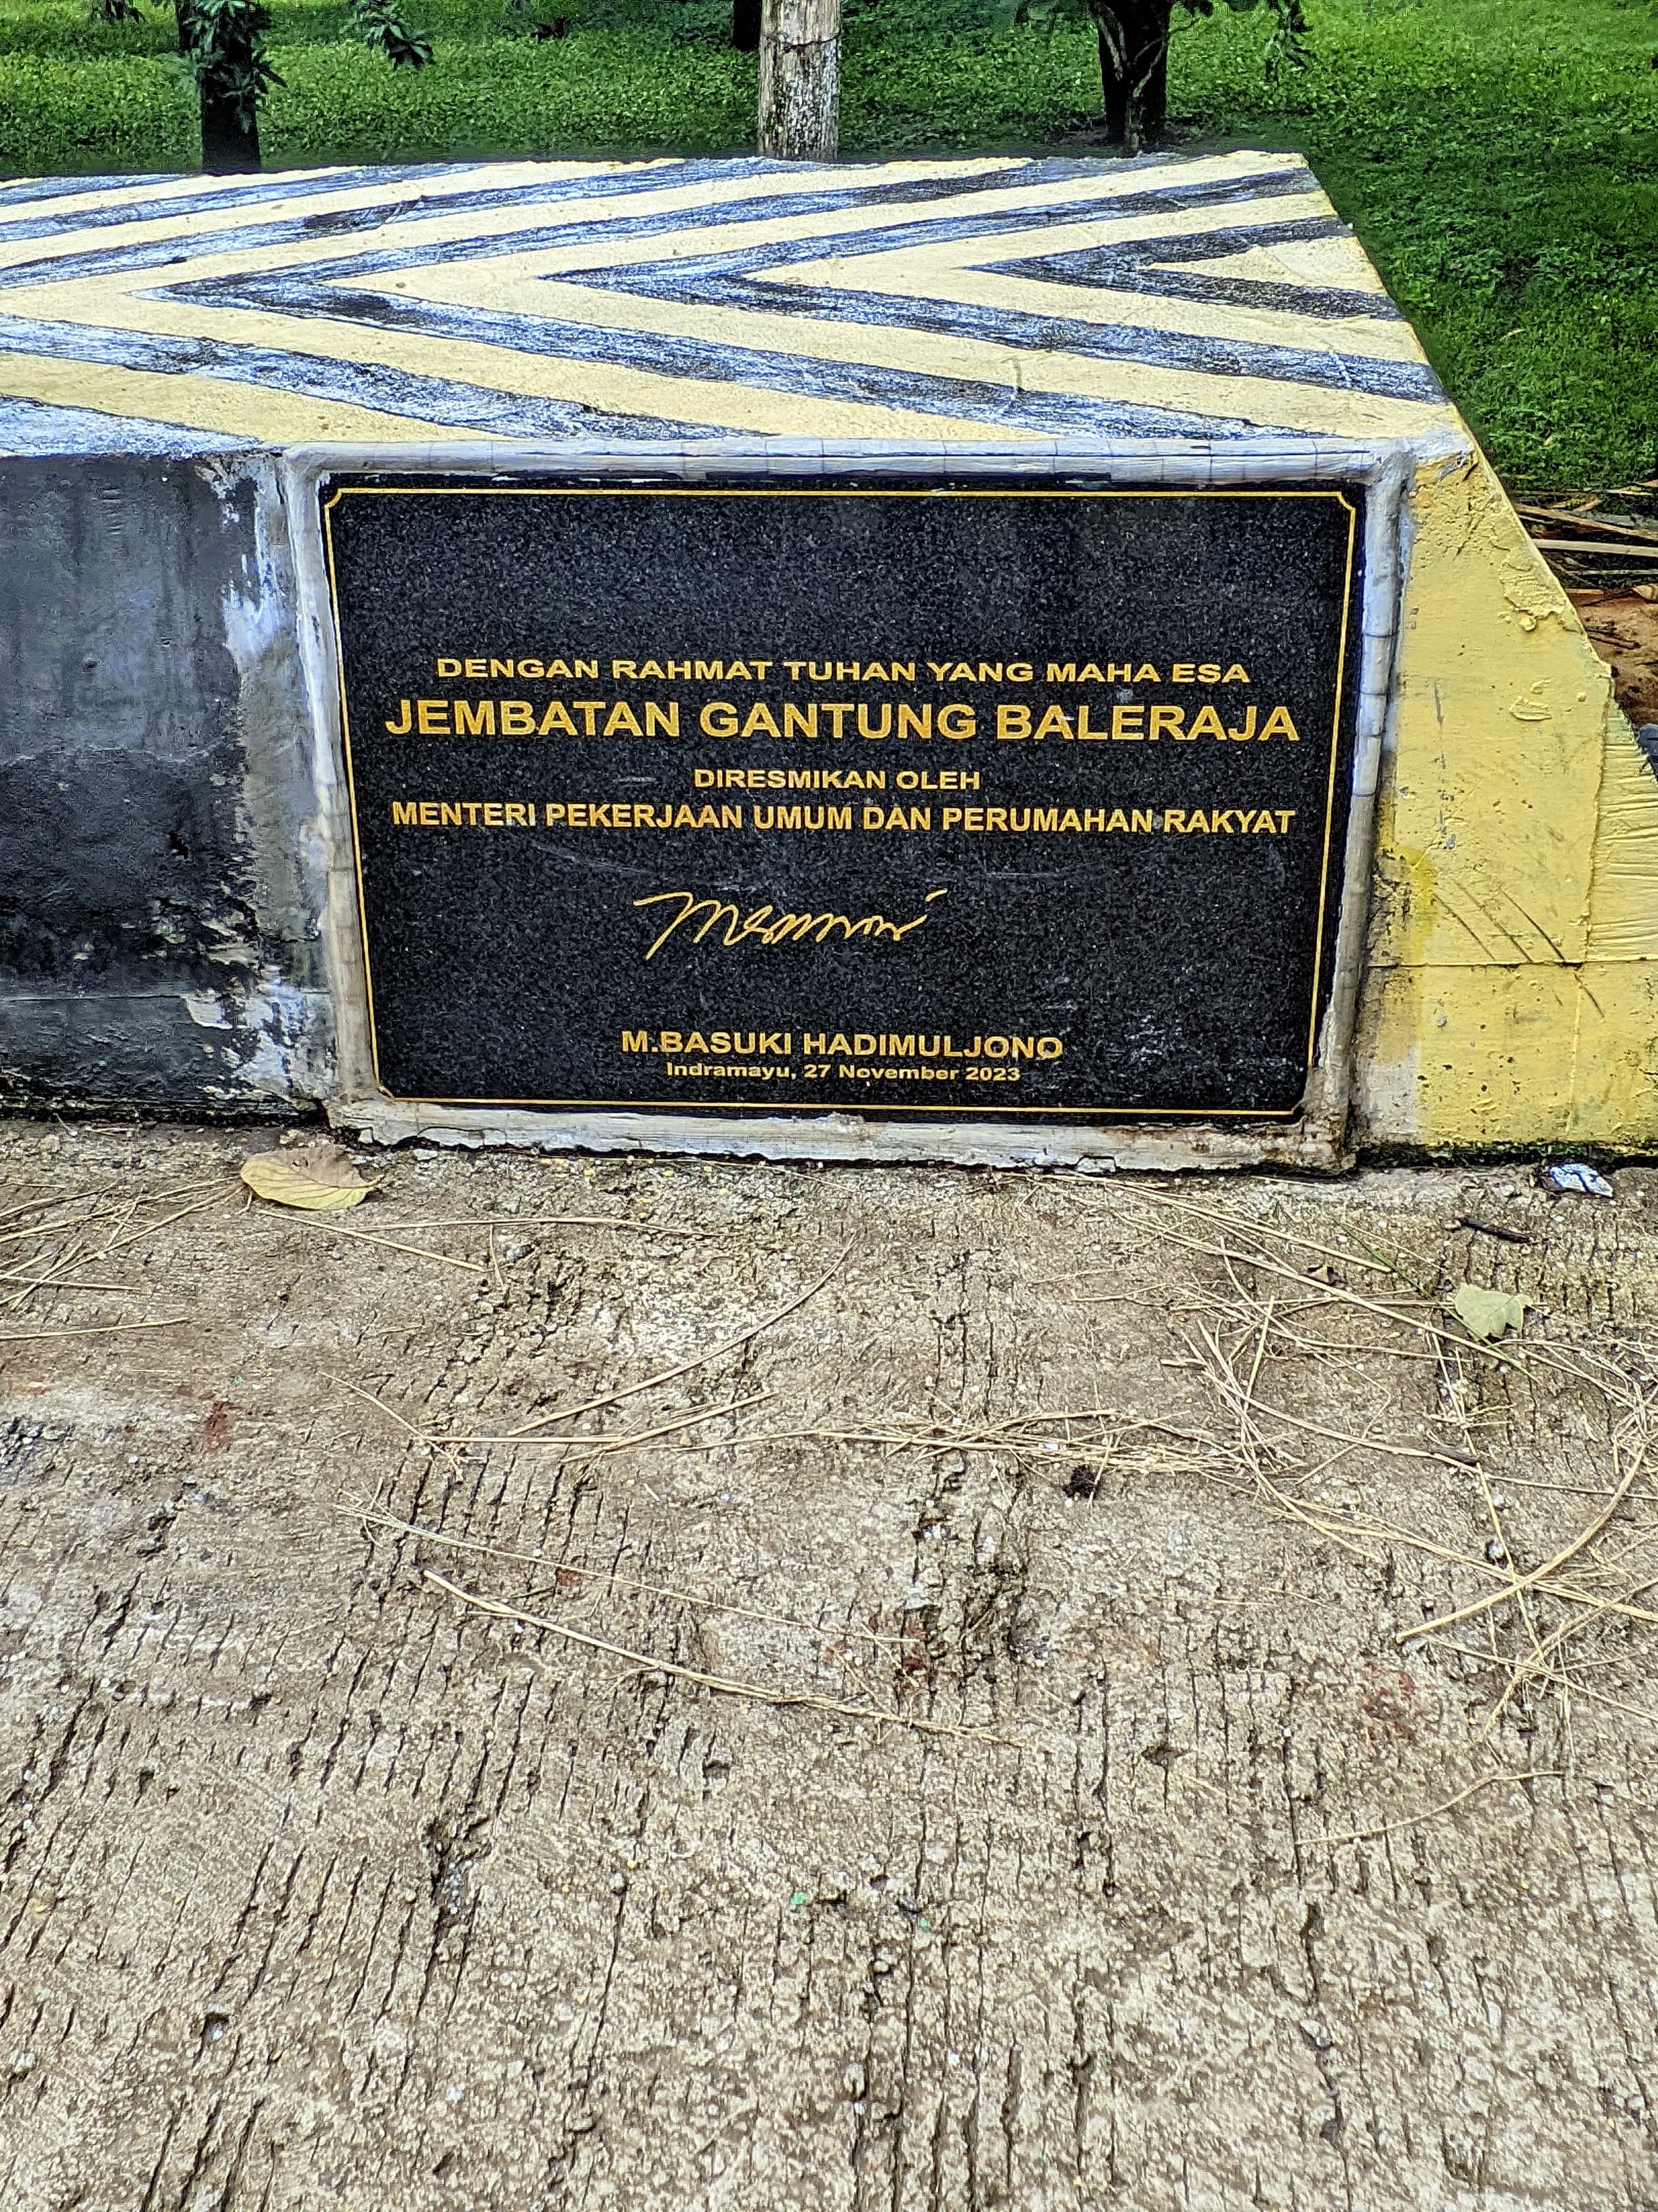 DENGAN RAHMAT TUHAN YANG MAHA ESA
JEMBATAN GANTUNG BALERAJA
DIRESMIKAN OLEH
MENTERI PEKERJAAN UMUM DAN PERUMAHAN RAKYAT
M.BASUKI HADIMULJONO
Indramayu, 27 November 2023